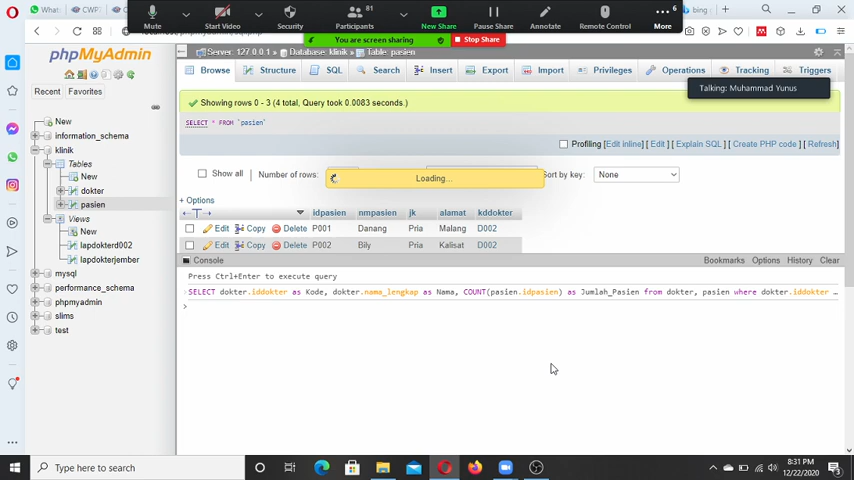 Whats
CWP
81
6
Mute
Start Video
Security
Participants
New Share
Pause Share
Annotate
Remote Control
More
bing
You are screen sharing
Stop Share
phpMyAdmin
Server: 127.0.0.1 » Database: klinik » Table: pasien
Browse
Structure
SQL
Search
Insert
Export
Import
Privileges
Operations
Tracking
Triggers
Talking: Muhammad Yunus
Recent
Favorites
Showing rows 0 - 3 (4 total, Query took 0.0083 seconds.)
SELECT * FROM `pasien`
Profiling [Edit inline] [ Edit ] [ Explain SQL ] [ Create PHP code ] [ Refresh]
Show all
Number of rows:
Loading...
Sort by key:
None
+ Options
idpasien nmpasien jk alamat kddokter
Edit Copy Delete P001 Danang Pria Malang D002
Edit Copy Delete P002 Bily Pria Kalisat D002
New
information_schema
klinik
Tables
New
dokter
pasien
Views
New
lapdokterd002
lapdokterjember
mysql
performance_schema
phpmyadmin
slims
test
Console
Bookmarks Options History Clear
Press Ctrl+Enter to execute query
SELECT dokter.iddokter as Kode, dokter.nama_lengkap as Nama, COUNT(pasien.idpasien) as Jumlah_Pasien from dokter, pasien where dokter.iddokter ...
>
Type here to search
8:31 PM
12/22/2020
3